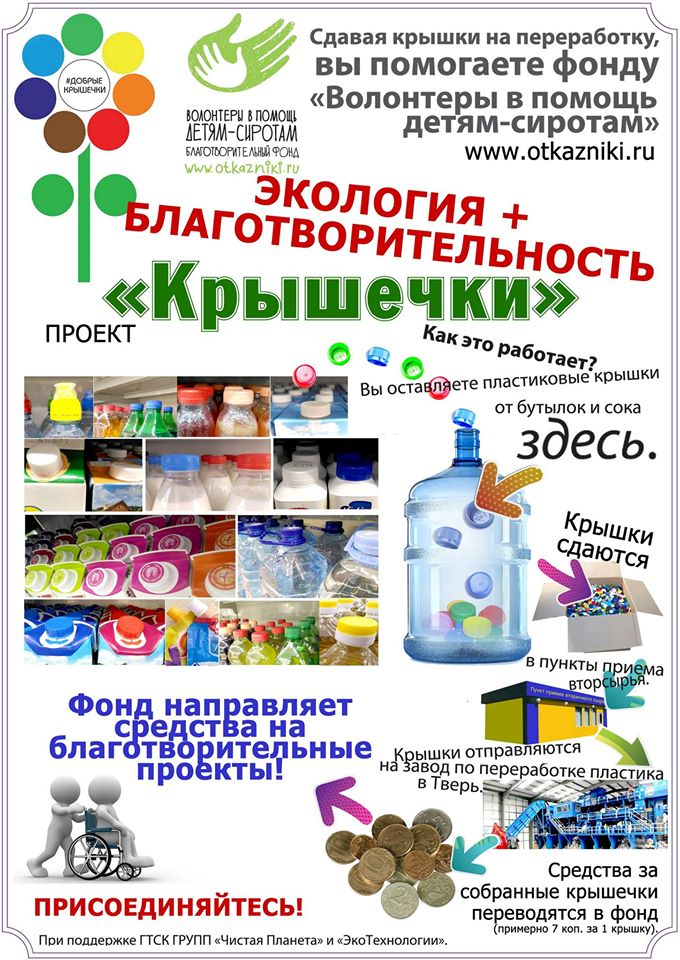 #ДОБРЫЕ
КРЫШЕЧКИ
ВОЛОНТЕРЫ В ПОМОЩЬ
ДЕТЯМ-СИРОТАМ
БЛАГОТВОРИТЕЛЬНЫЙ ФОНД
www.otkazniki.ru
Сдавая крышки на переработку,
вы помогаете фонду
«Волонтеры в помощь
детям-сиротам»
www.otkazniki.ru
ЭКОЛОГИЯ +
БЛАГОТВОРИТЕЛЬНОСТЬ
«Крышечки»
ПРОЕКТ
Как это работает?
Вы оставляете пластиковые крышки
от бутылок и сока
здесь.
Крышки
сдаются
в пункты приема
вторсырья.
Пункт приема вторичного сырья
Крышки отправляются
на завод по переработке пластика
в Тверь.
Средства за
собранные крышечки
переводятся в фонд
(примерно 7 коп. за 1 крышку).
Фонд направляет
средства на
благотворительные
проекты!
ПРИСОЕДИНЯЙТЕСЬ!
При поддержке ГТСК ГРУПП «Чистая Планета» и «ЭкоТехнологии».